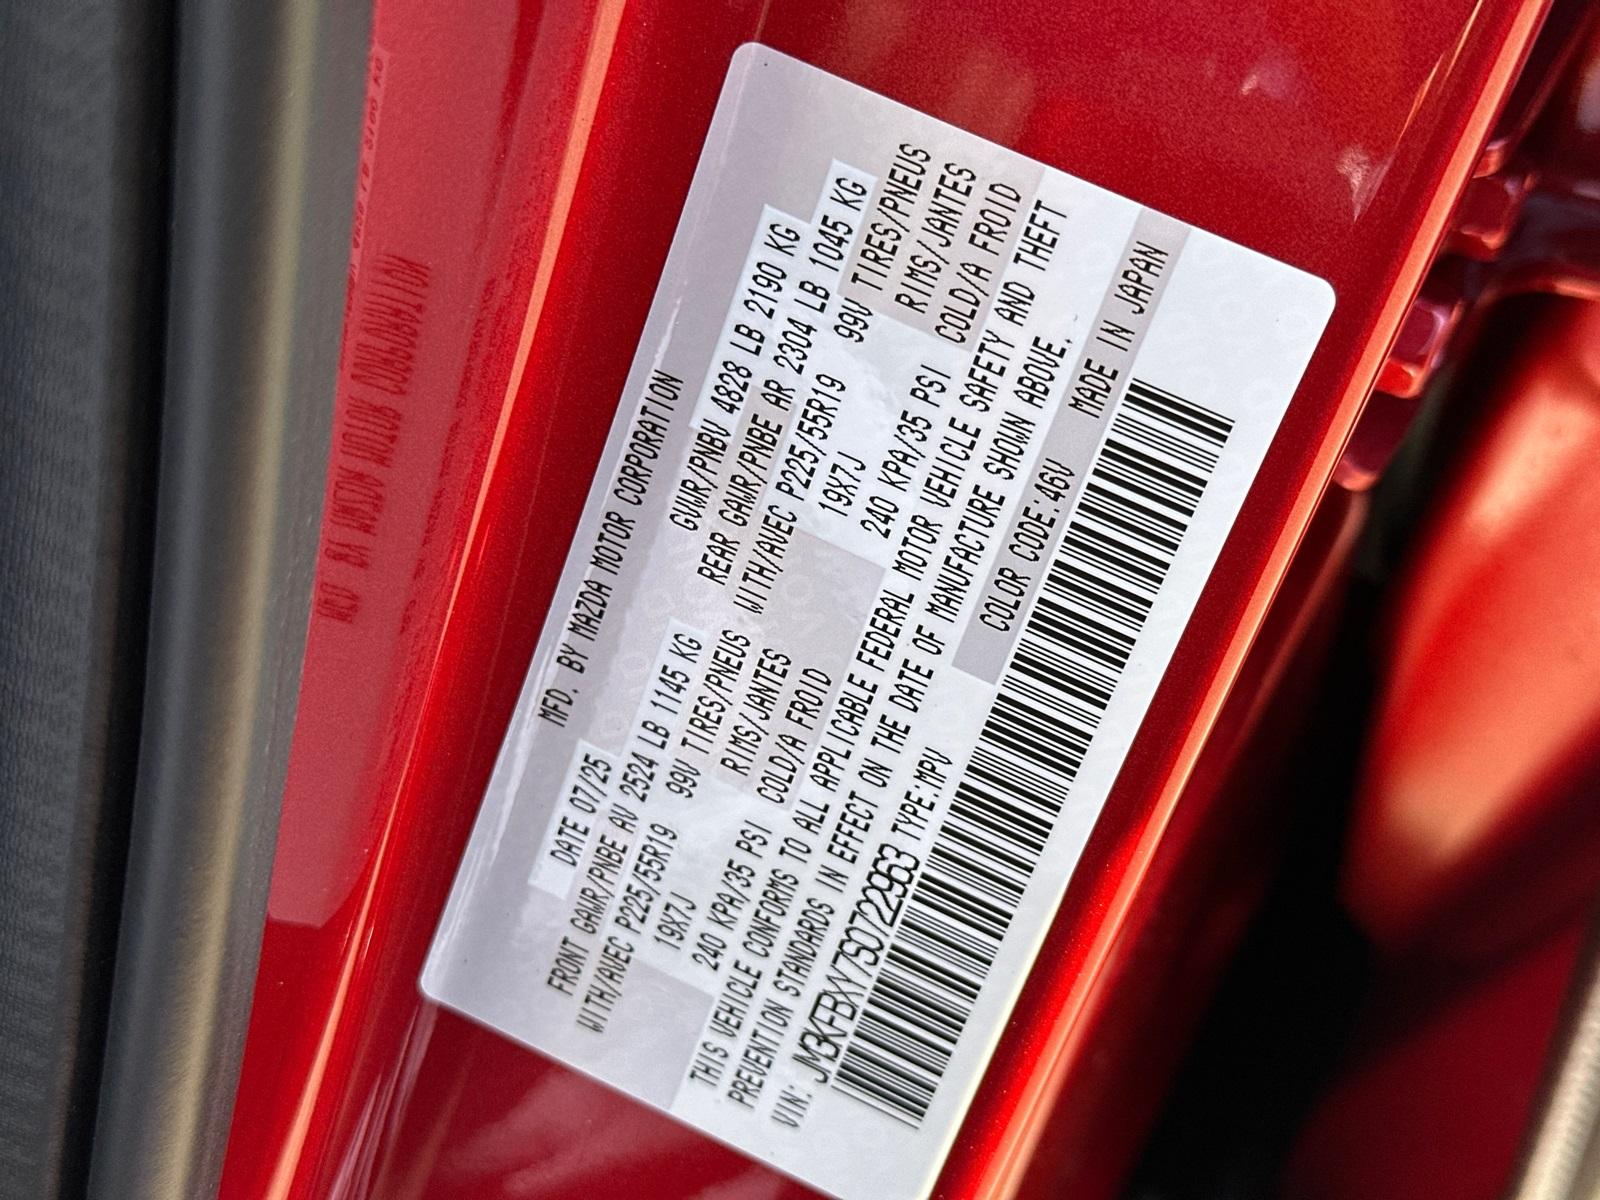 MFD. BY MAZDA MOTOR CORPORATION
DATE 07/25 GVWR/PNBV 4828 LB 2190 KG
FRONT GAWR/PNBE AV 2524 LB 1145 KG REAR GAWR/PNBE AR 2304 LB 1045 KG
WITH/AVEC P225/55R19 99V TIRES/PNEUS WITH/AVEC P225/55R19 99V TIRES/PNEUS
19X7J RIMS/JANTES 19X7J RIMS/JANTES
240 KPA/35 PSI COLD/A FROID 240 KPA/35 PSI COLD/A FROID
THIS VEHICLE CONFORMS TO ALL APPLICABLE FEDERAL MOTOR VEHICLE SAFETY AND THEFT
PREVENTION STANDARDS IN EFFECT ON THE DATE OF MANUFACTURE SHOWN ABOVE.
VIN: JM3KFBXY7S0722963 TYPE:MPV COLOR CODE:46V MADE IN JAPAN